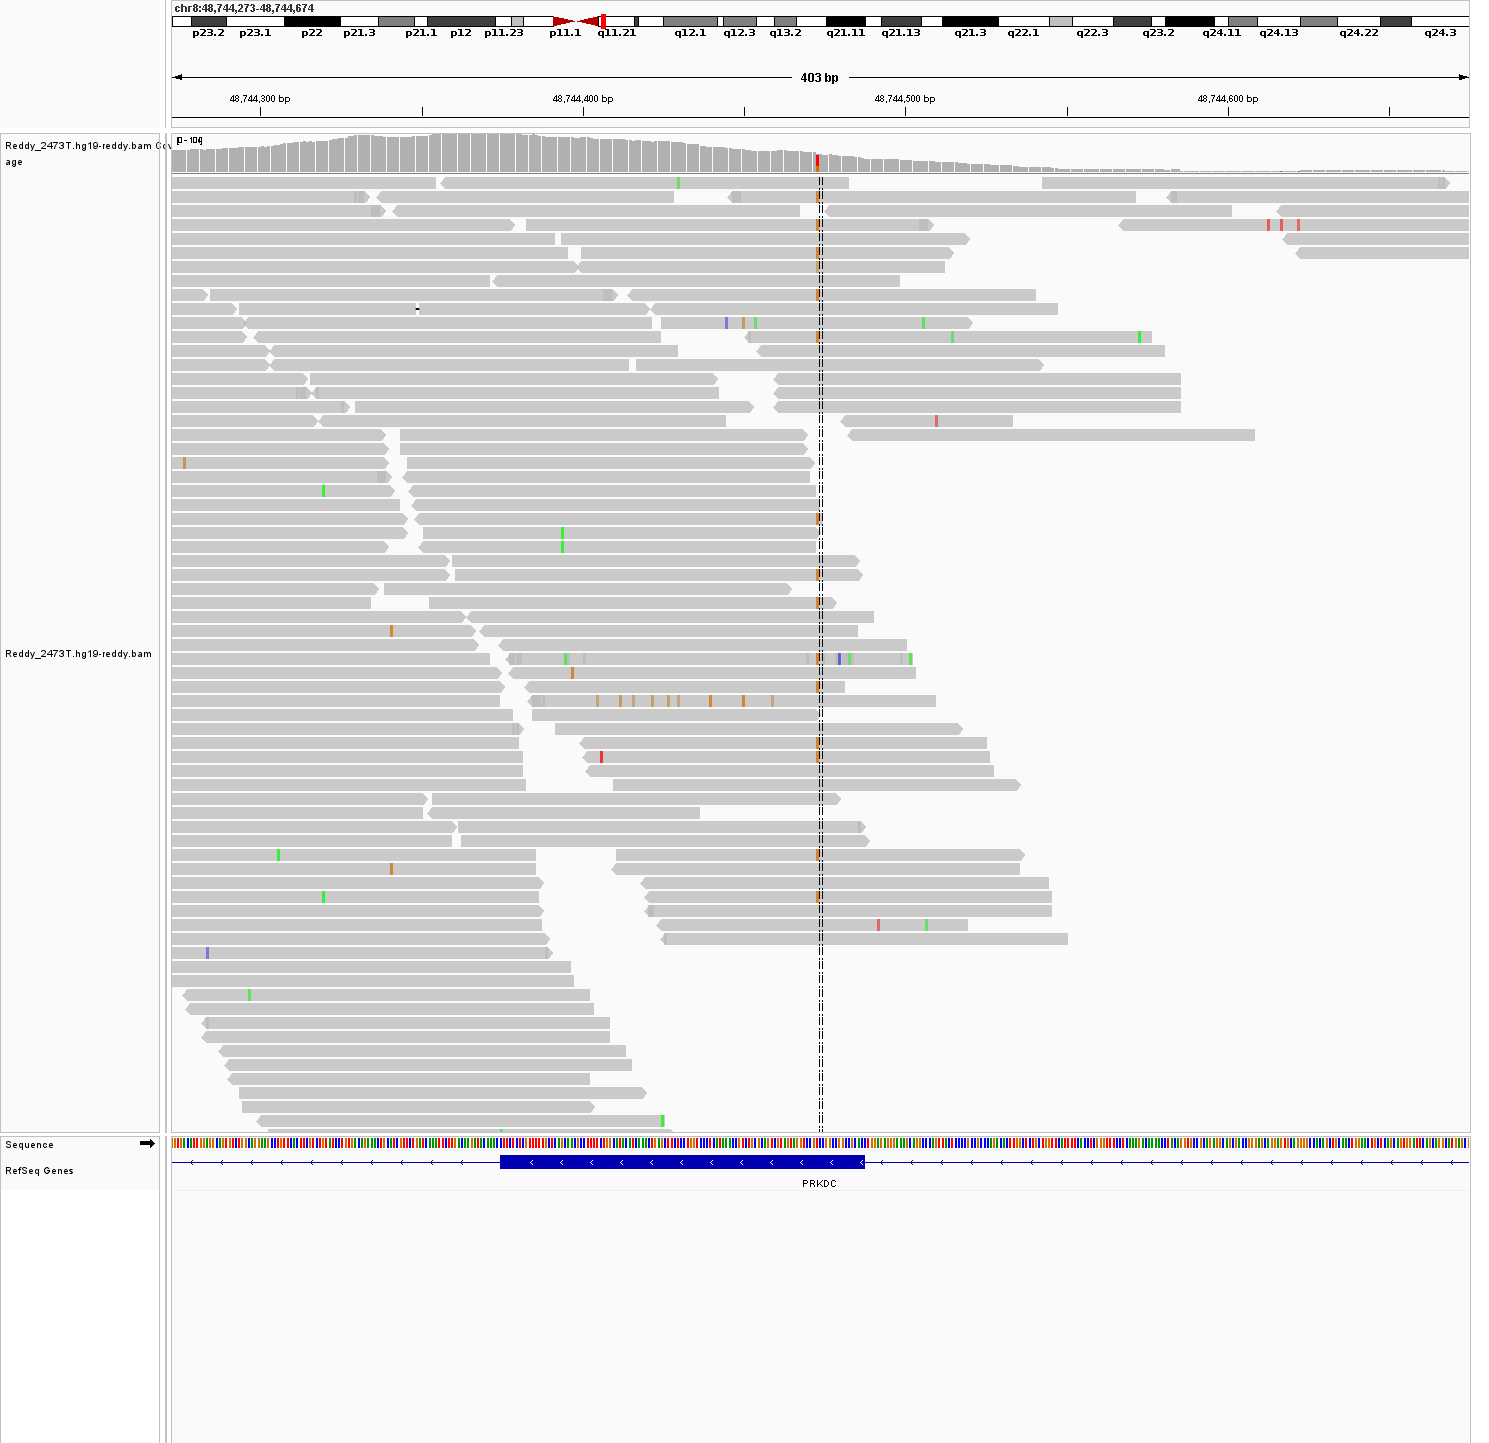 chr8:48,744,273-48,744,674
p23.2 p23.1 p22 p21.3 p21.1 p12 p11.23 p11.1 q11.21 q12.1 q12.3 q13.2 q21.11 q21.13 q21.3 q22.1 q22.3 q23.2 q24.11 q24.13 q24.22 q24.3
403 bp
48,744,300 bp 48,744,400 bp 48,744,500 bp 48,744,600 bp
[0 - 104]
Reddy_2473T.hg19-reddy.bam Cov
age
Reddy_2473T.hg19-reddy.bam
Sequence
RefSeq Genes
PRKDC